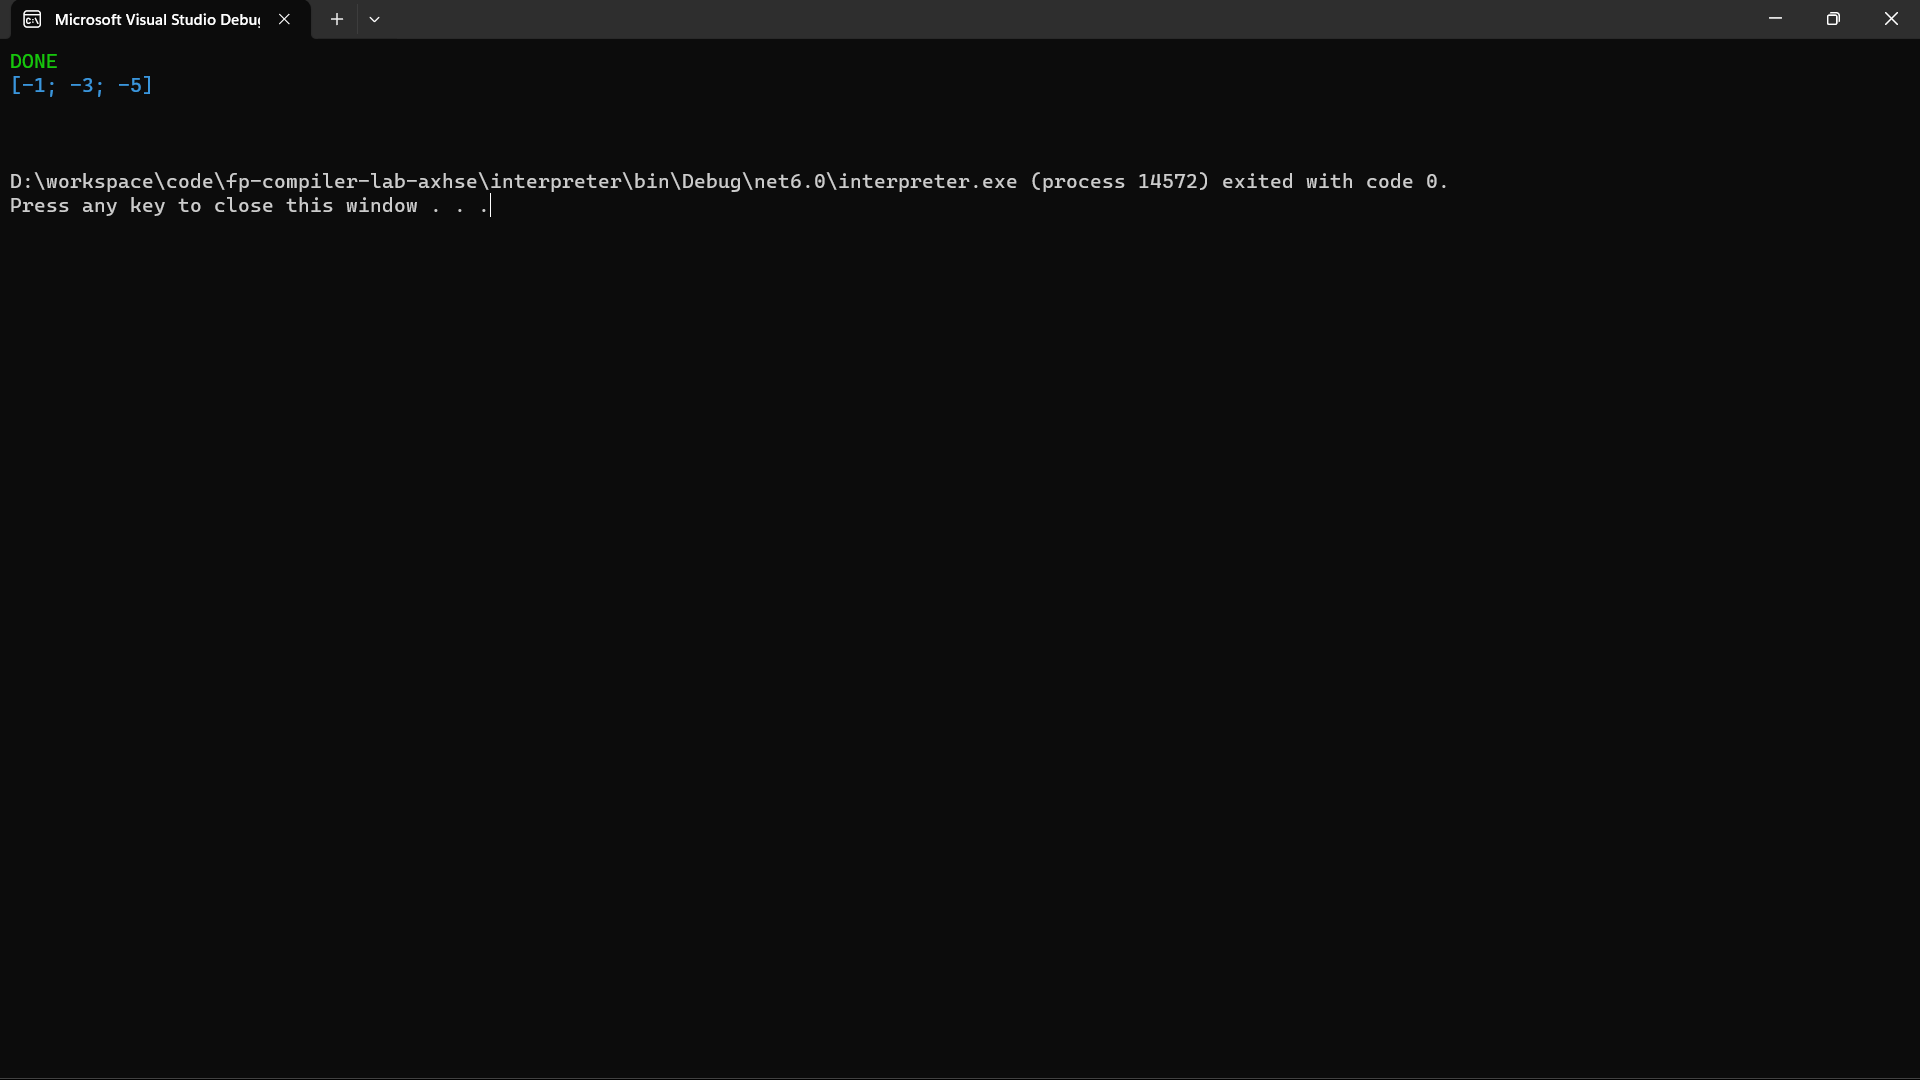 Microsoft Visual Studio Debu
DONE
[-1; -3; -5]
D:\workspace\code\fp-compiler-lab-axhse\interpreter\bin\Debug\net6.0\interpreter.exe (process 14572) exited with code 0.
Press any key to close this window . . .